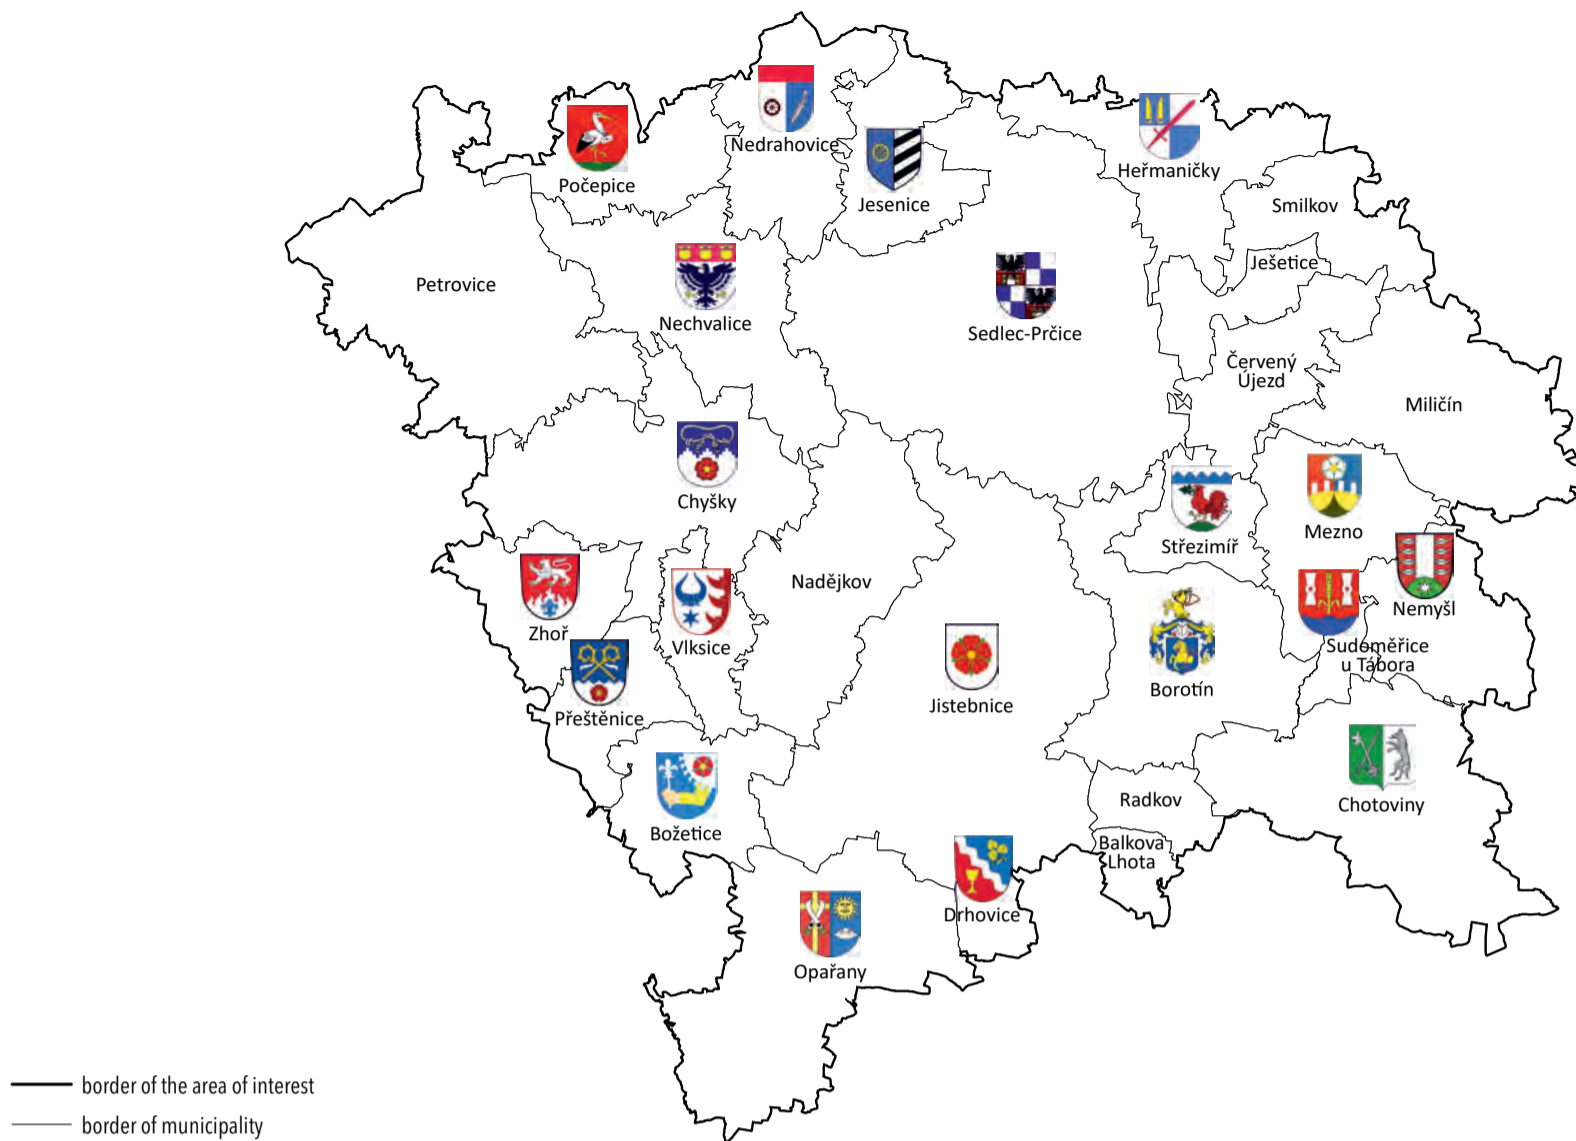 Nedrahovice
Počepice
Heřmaničky
Jesenice
Smilkov
Ješetice
Petrovice
Nechvalice
Sedlec-Prčice
Červený
Újezd
Miličín
Chyšky
Střezimíř
Mezno
Nadějkov
Nemyšl
Zhoř
Vlksice
Sudoměřice
u Tábora
Borotín
Jistebnice
Přeštěnice
Radkov
Chotoviny
Božetice
Balkova
Lhota
Drhovice
Opařany
border of the area of interest
border of municipality